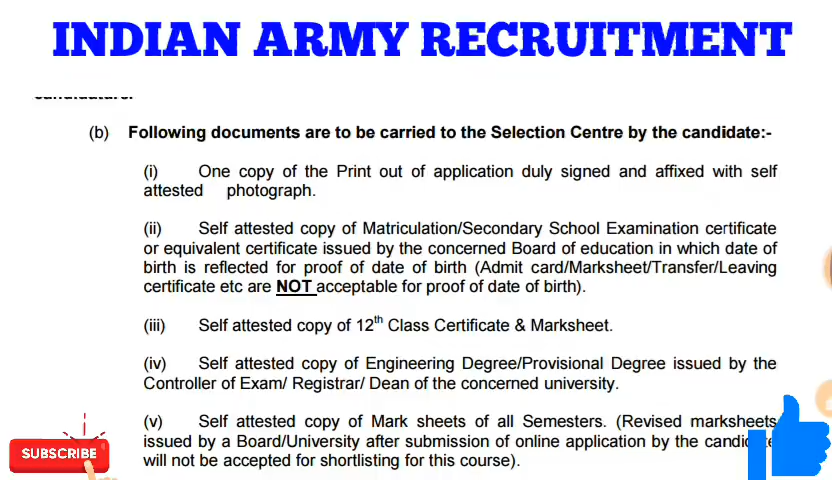 INDIAN ARMY RECRUITMENT
(b) Following documents are to be carried to the Selection Centre by the candidate:-
(i) One copy of the Print out of application duly signed and affixed with self
attested photograph.
(ii) Self attested copy of Matriculation/Secondary School Examination certificate
or equivalent certificate issued by the concerned Board of education in which date of
birth is reflected for proof of date of birth (Admit card/Marksheet/Transfer/Leaving
certificate etc are NOT acceptable for proof of date of birth).
(iii) Self attested copy of 12th Class Certificate & Marksheet.
(iv) Self attested copy of Engineering Degree/Provisional Degree issued by the
Controller of Exam/ Registrar/ Dean of the concerned university.
(v) Self attested copy of Mark sheets of all Semesters. (Revised marksheets
issued by a Board/University after submission of online application by the
will not be accepted for shortlisting for this course).
SUBSCRIBE